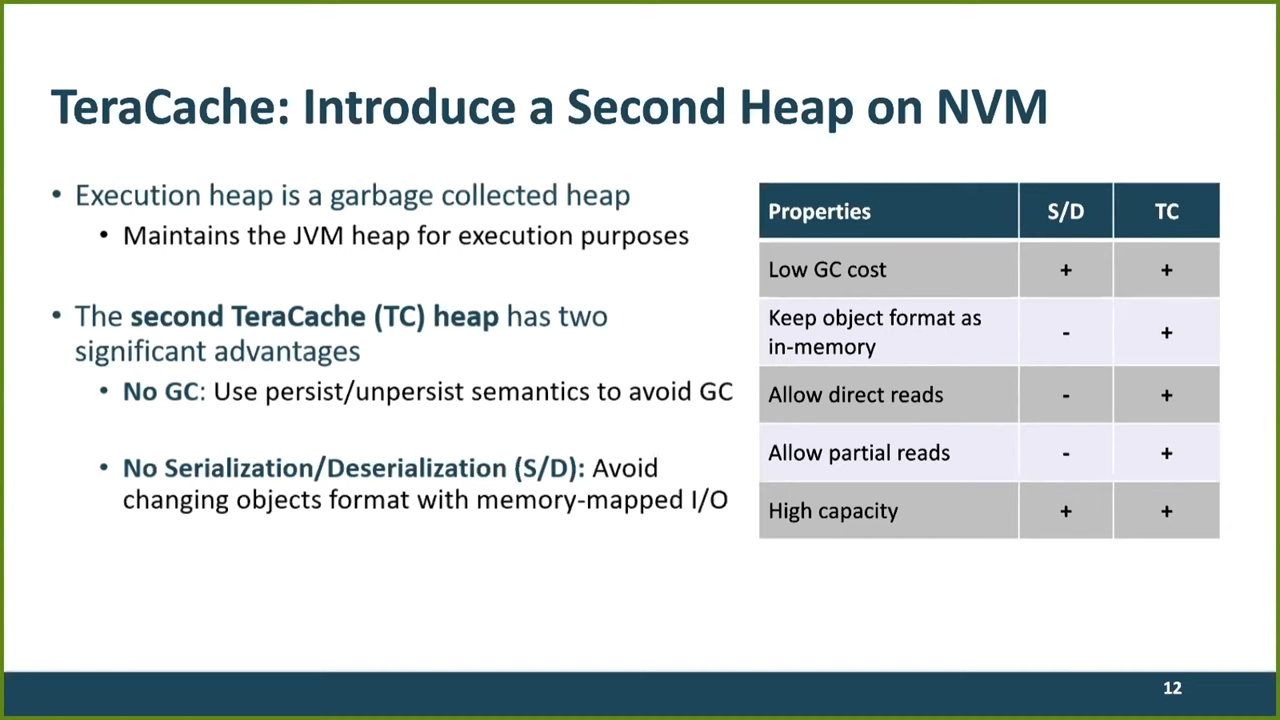 TeraCache: Introduce a Second Heap on NVM
• Execution heap is a garbage collected heap
• Maintains the JVM heap for execution purposes
• The second TeraCache (TC) heap has two
significant advantages
• No GC: Use persist/unpersist semantics to avoid GC
• No Serialization/Deserialization (S/D): Avoid
changing objects format with memory-mapped I/O
Properties S/D TC
Low GC cost + +
Keep object format as
in-memory - +
Allow direct reads - +
Allow partial reads - +
High capacity + +
12